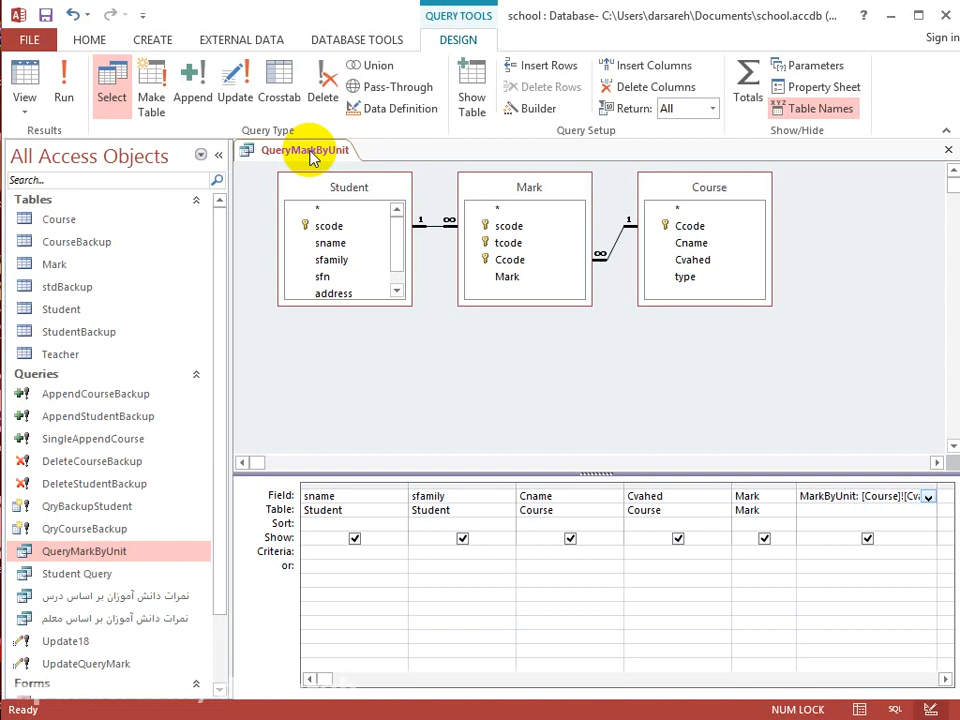 QUERY TOOLS
school : Database- C:\Users\darsareh\Documents\school.accdb (...
?
FILE
HOME
CREATE
EXTERNAL DATA
DATABASE TOOLS
DESIGN
Sign in
View
Run
Select
Make Table
Append
Update
Crosstab
Delete
Union
Pass-Through
Data Definition
Show Table
Insert Rows
Delete Rows
Builder
Insert Columns
Delete Columns
Return: All
Totals
Parameters
Property Sheet
Table Names
Results
Query Type
Query Setup
Show/Hide
All Access Objects
Search...
Tables
Course
CourseBackup
Mark
stdBackup
Student
StudentBackup
Teacher
Queries
AppendCourseBackup
AppendStudentBackup
SingleAppendCourse
DeleteCourseBackup
DeleteStudentBackup
QryBackupStudent
QryCourseBackup
QueryMarkByUnit
Student Query
نمرات دانش آموزان بر اساس درس
نمرات دانش آموزان بر اساس معلم
Update18
UpdateQueryMark
Forms
QueryMarkByUnit
Student
*
scode
sname
sfamily
sfn
address
1
∞
Mark
*
scode
tcode
Ccode
Mark
∞
1
Course
*
Ccode
Cname
Cvahed
type
Field: sname sfamily Cname Cvahed Mark MarkByUnit: [Course]![Cva
Table: Student Student Course Course Mark
Sort:
Show:
Criteria:
or:
Ready
NUM LOCK
SQL